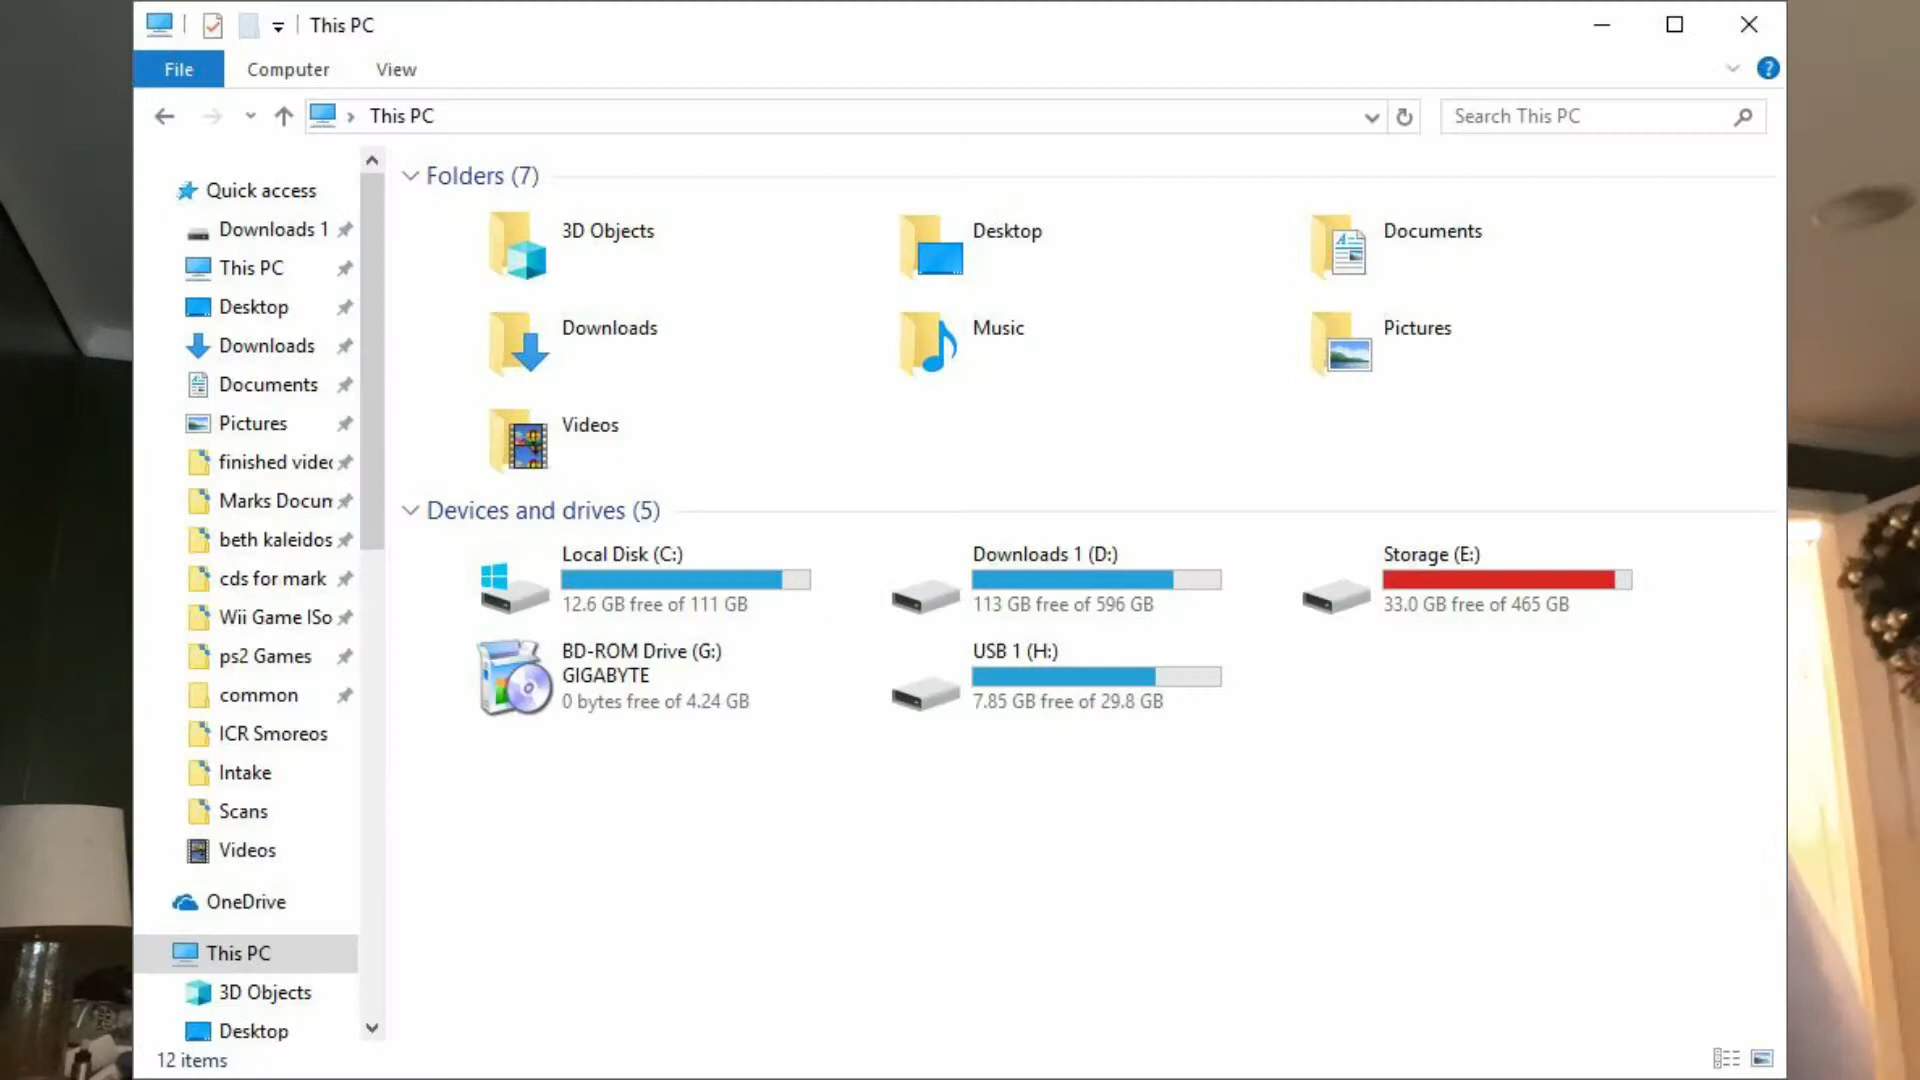 This PC
File
Computer
View
This PC
Search This PC
Quick access
Downloads 1
This PC
Desktop
Downloads
Documents
Pictures
finished videc
Marks Docun
beth kaleidos
cds for mark
Wii Game ISo
ps2 Games
common
ICR Smoreos
Intake
Scans
Videos
OneDrive
This PC
3D Objects
Desktop
12 items
Folders (7)
3D Objects
Desktop
Documents
Downloads
Music
Pictures
Videos
Devices and drives (5)
Local Disk (C:)
12.6 GB free of 111 GB
Downloads 1 (D:)
113 GB free of 596 GB
Storage (E:)
33.0 GB free of 465 GB
BD-ROM Drive (G:)
GIGABYTE
0 bytes free of 4.24 GB
USB 1 (H:)
7.85 GB free of 29.8 GB